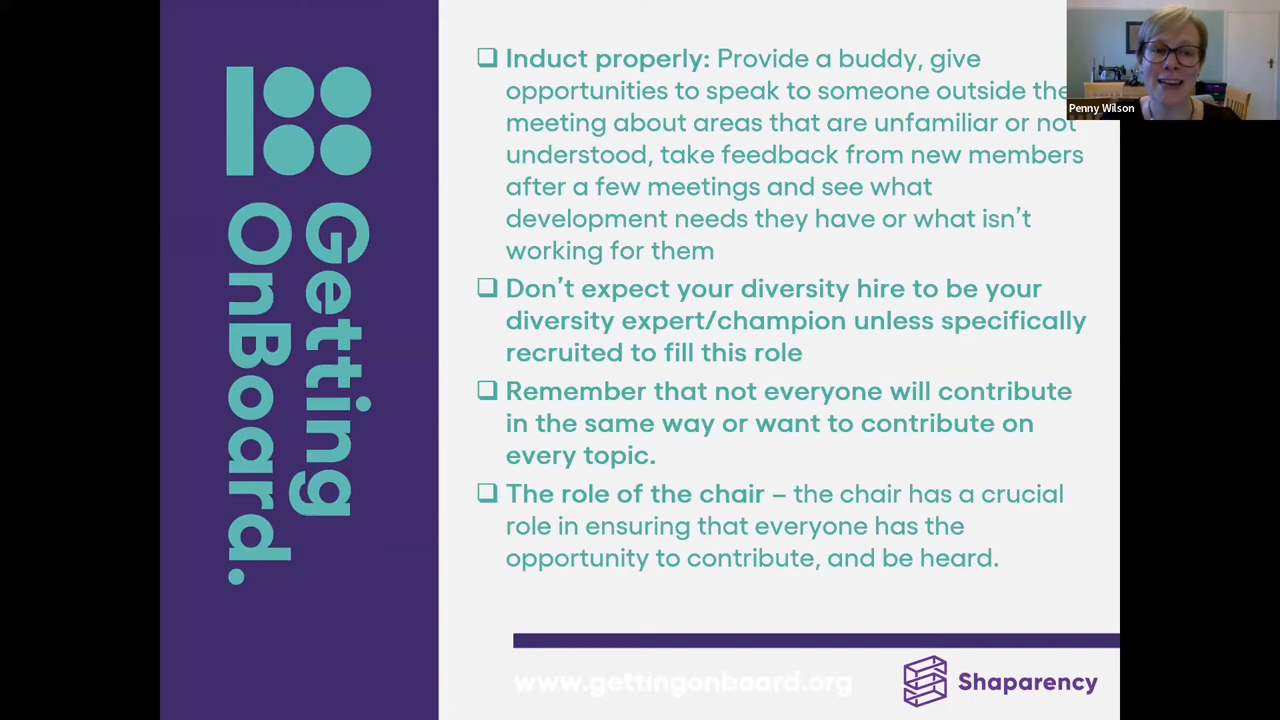 Getting
OnBoard.
❑ Induct properly: Provide a buddy, give
opportunities to speak to someone outside the
meeting about areas that are unfamiliar or not
understood, take feedback from new members
after a few meetings and see what
development needs they have or what isn't
working for them
❑ Don't expect your diversity hire to be your
diversity expert/champion unless specifically
recruited to fill this role
❑ Remember that not everyone will contribute
in the same way or want to contribute on
every topic.
❑ The role of the chair – the chair has a crucial
role in ensuring that everyone has the
opportunity to contribute, and be heard.
Penny Wilson
www.gettingonboard.org
Shaparency